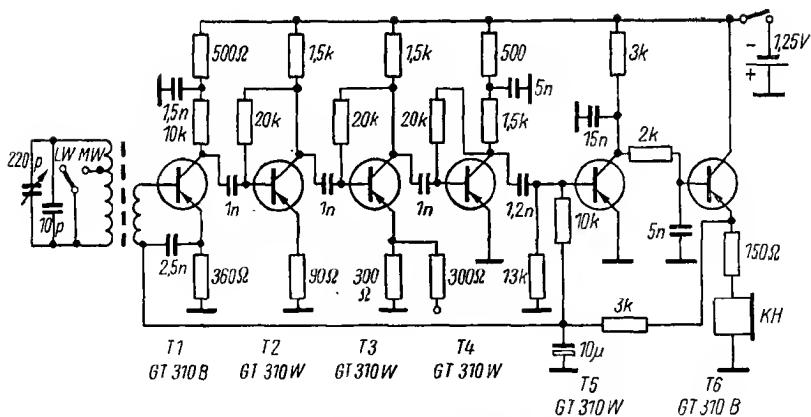 500Ω
1,5k
1,5k
500
3k
1,25V
−
+
1,5n
10k
20k
20k
20k
5n
1,5k
15n
2k
220p
LW MW
10p
1n
1n
1n
1,2n
10k
5n
2,5n
360Ω
90Ω
300
Ω
300Ω
13k
150Ω
3k
KH
10µ
T1
GT 310 B
T2
GT 310 W
T3
GT 310 W
T4
GT 310 W
T5
GT 310 W
T6
GT 310 B